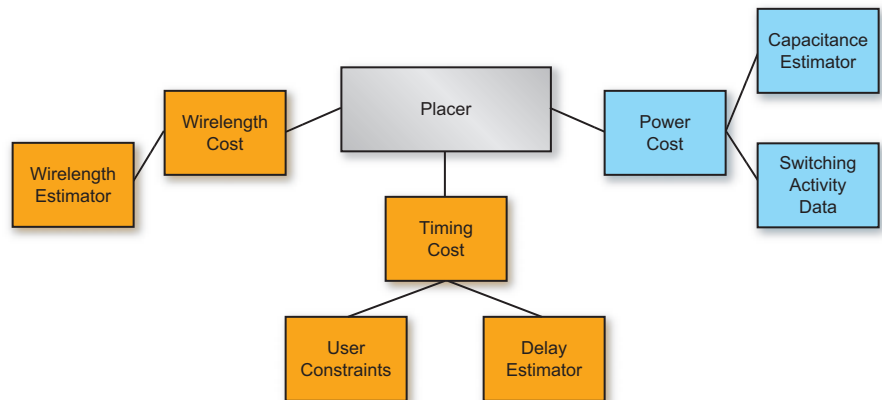 Capacitance
Estimator
Placer
Wirelength
Cost
Power
Cost
Wirelength
Estimator
Switching
Activity
Data
Timing
Cost
User
Constraints
Delay
Estimator